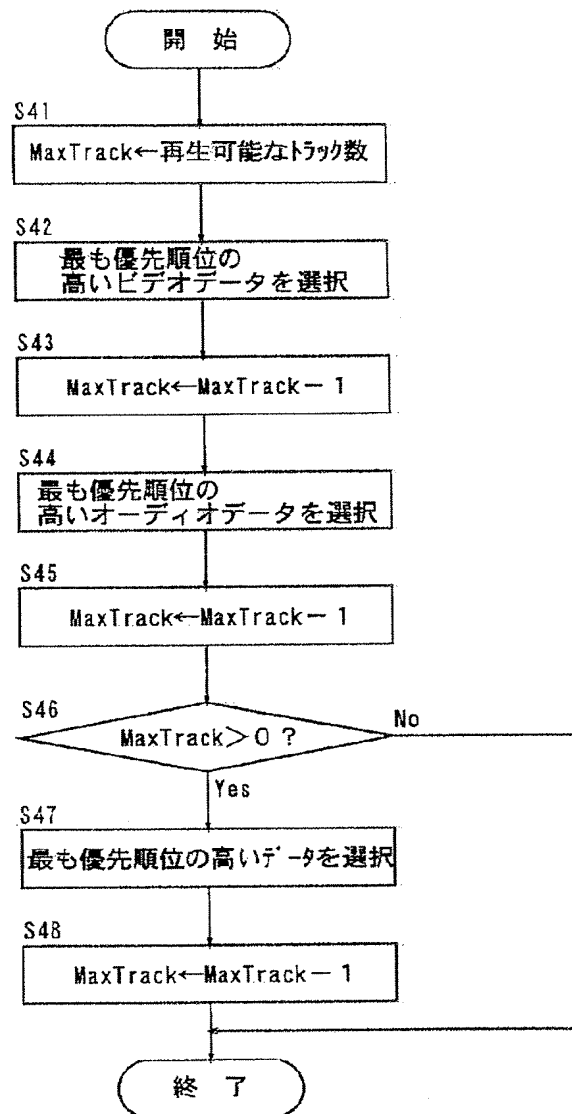 開 始
S41
MaxTrack←再生可能なトラック数
S42
最も優先順位の
高いビデオデータを選択
S43
MaxTrack←MaxTrack－1
S44
最も優先順位の
高いオーディオデータを選択
S45
MaxTrack←MaxTrack－1
S46
MaxTrack＞0？
No
Yes
S47
最も優先順位の高いﾃﾞｰﾀを選択
S48
MaxTrack←MaxTrack－1
終 了